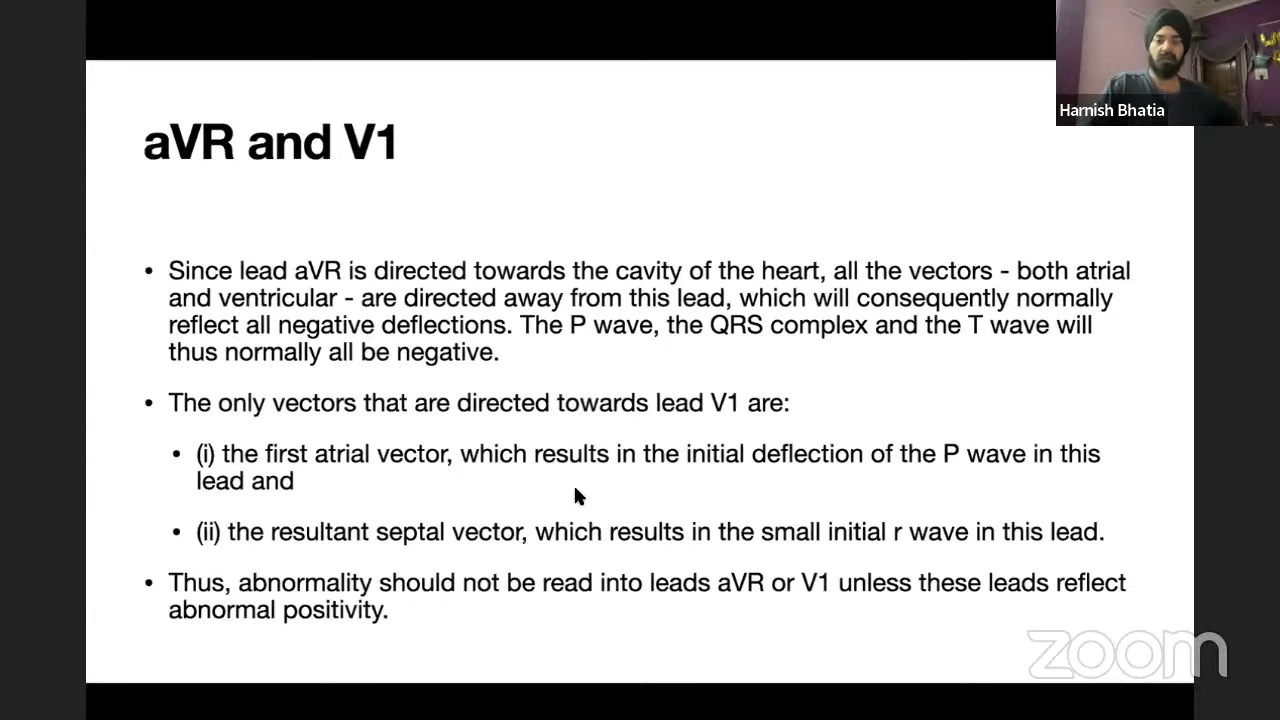 Harnish Bhatia
aVR and V1
• Since lead aVR is directed towards the cavity of the heart, all the vectors - both atrial
and ventricular - are directed away from this lead, which will consequently normally
reflect all negative deflections. The P wave, the QRS complex and the T wave will
thus normally all be negative.
• The only vectors that are directed towards lead V1 are:
• (i) the first atrial vector, which results in the initial deflection of the P wave in this
lead and
• (ii) the resultant septal vector, which results in the small initial r wave in this lead.
• Thus, abnormality should not be read into leads aVR or V1 unless these leads reflect
abnormal positivity.
zoom